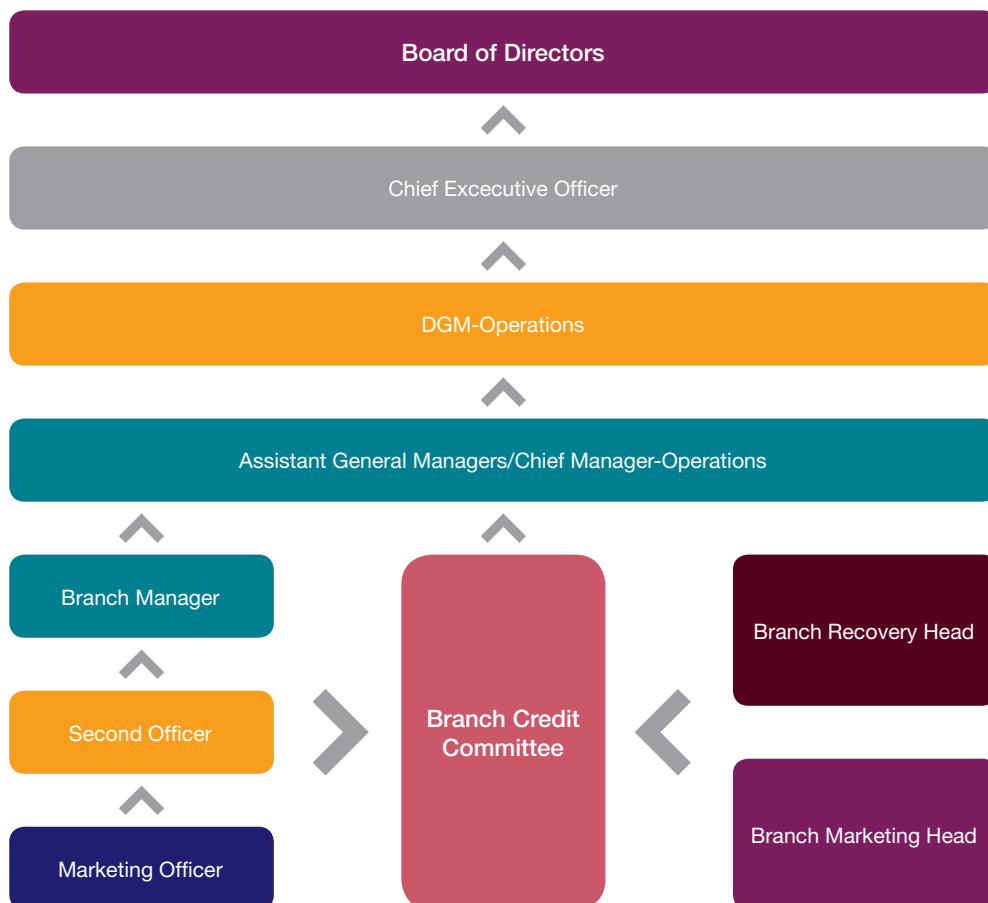 Board of Directors
Chief Excecutive Officer
DGM-Operations
Assistant General Managers/Chief Manager-Operations
Branch Manager
Second Officer
Marketing Officer
Branch Credit
Committee
Branch Recovery Head
Branch Marketing Head